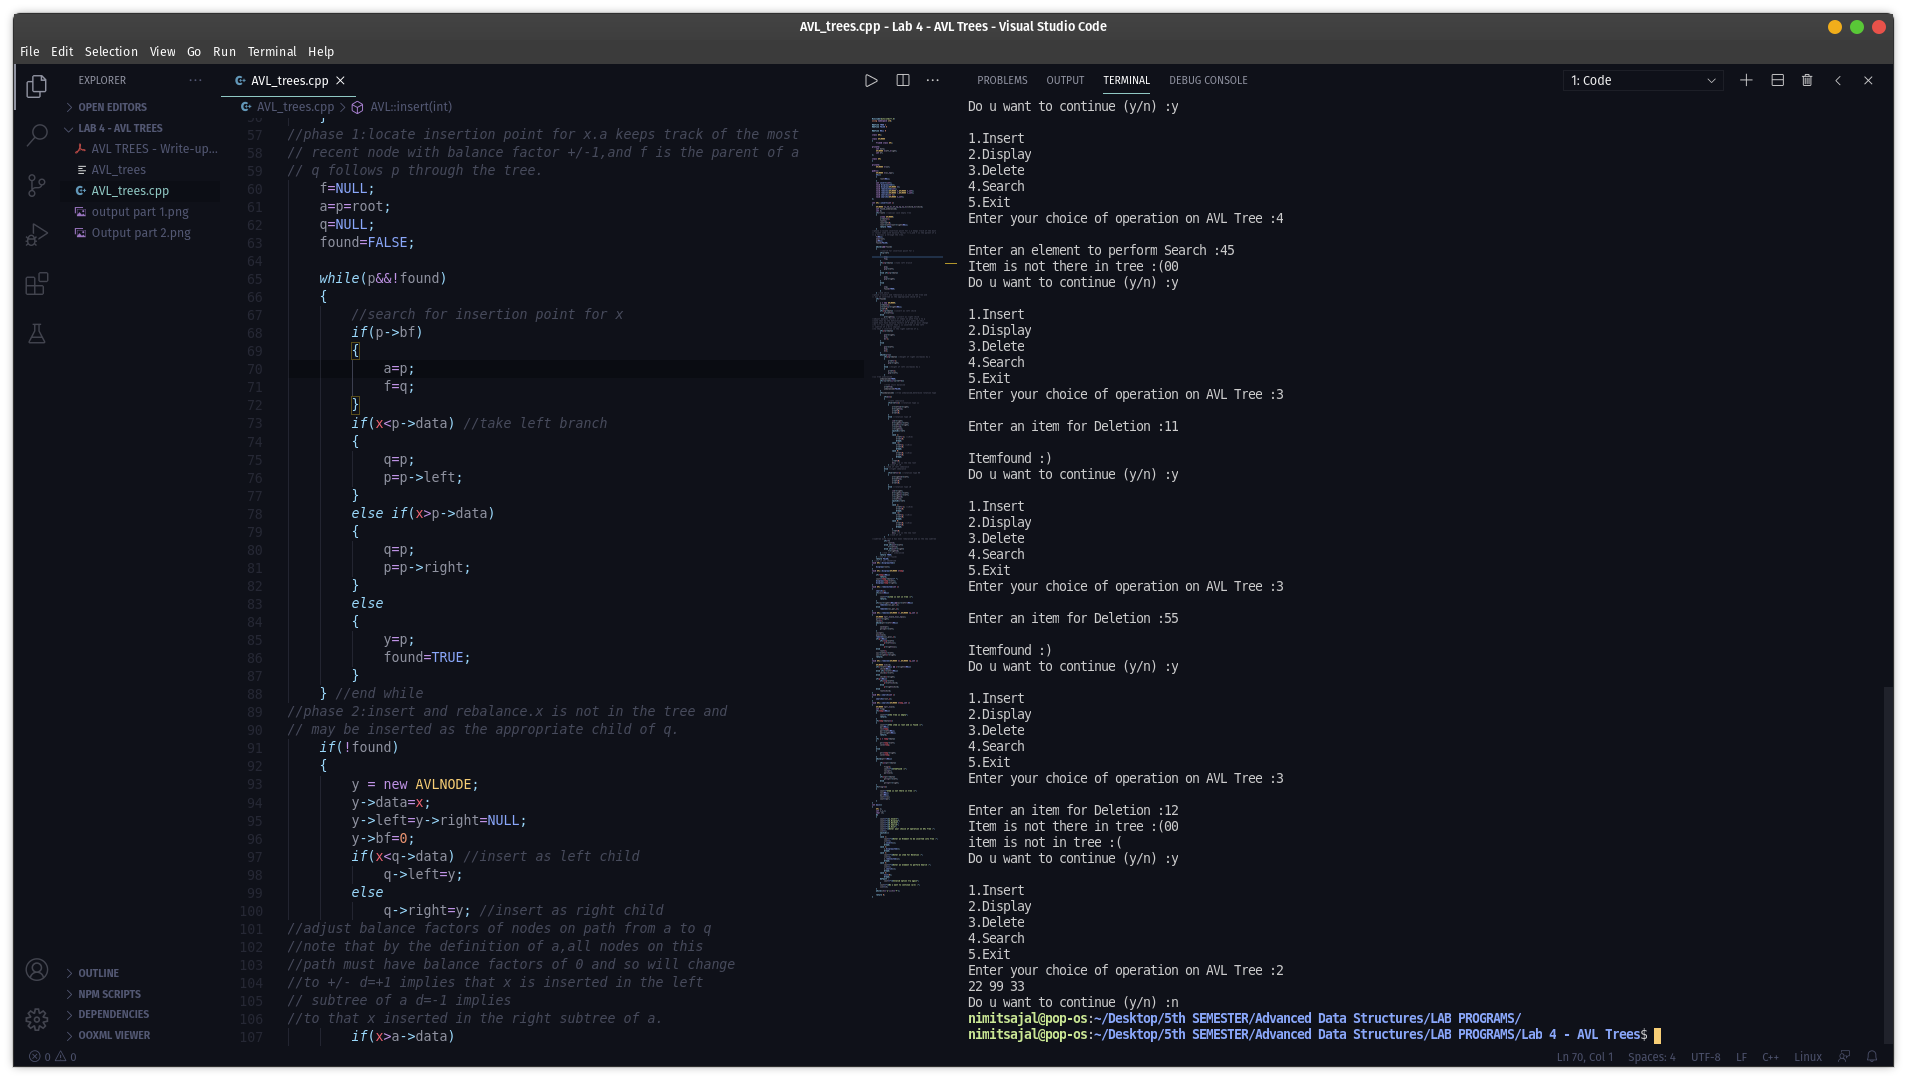 AVL_trees.cpp - Lab 4 - AVL Trees - Visual Studio Code
File Edit Selection View Go Run Terminal Help
EXPLORER
OPEN EDITORS
LAB 4 - AVL TREES
AVL TREES - Write-up...
AVL_trees
AVL_trees.cpp
output part 1.png
Output part 2.png
OUTLINE
NPM SCRIPTS
DEPENDENCIES
OOXML VIEWER
AVL_trees.cpp
AVL_trees.cpp > AVL::insert(int)
56 }
57 //phase 1:locate insertion point for x.a keeps track of the most
58 // recent node with balance factor +/-1,and f is the parent of a
59 // q follows p through the tree.
60 f=NULL;
61 a=p=root;
62 q=NULL;
63 found=FALSE;
64
65 while(p&&!found)
66 {
67 //search for insertion point for x
68 if(p->bf)
69 {
70 a=p;
71 f=q;
72 }
73 if(x<p->data) //take left branch
74 {
75 q=p;
76 p=p->left;
77 }
78 else if(x>p->data)
79 {
80 q=p;
81 p=p->right;
82 }
83 else
84 {
85 y=p;
86 found=TRUE;
87 }
88 } //end while
89 //phase 2:insert and rebalance.x is not in the tree and
90 // may be inserted as the appropriate child of q.
91 if(!found)
92 {
93 y = new AVLNODE;
94 y->data=x;
95 y->left=y->right=NULL;
96 y->bf=0;
97 if(x<q->data) //insert as left child
98 q->left=y;
99 else
100 q->right=y; //insert as right child
101 //adjust balance factors of nodes on path from a to q
102 //note that by the definition of a,all nodes on this
103 //path must have balance factors of 0 and so will change
104 //to +/- d=+1 implies that x is inserted in the left
105 // subtree of a d=-1 implies
106 //to that x inserted in the right subtree of a.
107 if(x>a->data)
PROBLEMS OUTPUT TERMINAL DEBUG CONSOLE
1: Code
Do u want to continue (y/n) :y
1.Insert
2.Display
3.Delete
4.Search
5.Exit
Enter your choice of operation on AVL Tree :4
Enter an element to perform Search :45
Item is not there in tree :(00
Do u want to continue (y/n) :y
1.Insert
2.Display
3.Delete
4.Search
5.Exit
Enter your choice of operation on AVL Tree :3
Enter an item for Deletion :11
Itemfound :)
Do u want to continue (y/n) :y
1.Insert
2.Display
3.Delete
4.Search
5.Exit
Enter your choice of operation on AVL Tree :3
Enter an item for Deletion :55
Itemfound :)
Do u want to continue (y/n) :y
1.Insert
2.Display
3.Delete
4.Search
5.Exit
Enter your choice of operation on AVL Tree :3
Enter an item for Deletion :12
Item is not there in tree :(00
item is not in tree :(
Do u want to continue (y/n) :y
1.Insert
2.Display
3.Delete
4.Search
5.Exit
Enter your choice of operation on AVL Tree :2
22 99 33
Do u want to continue (y/n) :n
nimitsajal@pop-os:~/Desktop/5th SEMESTER/Advanced Data Structures/LAB PROGRAMS/
nimitsajal@pop-os:~/Desktop/5th SEMESTER/Advanced Data Structures/LAB PROGRAMS/Lab 4 - AVL Trees$
0 0
Ln 70, Col 1 Spaces: 4 UTF-8 LF C++ Linux